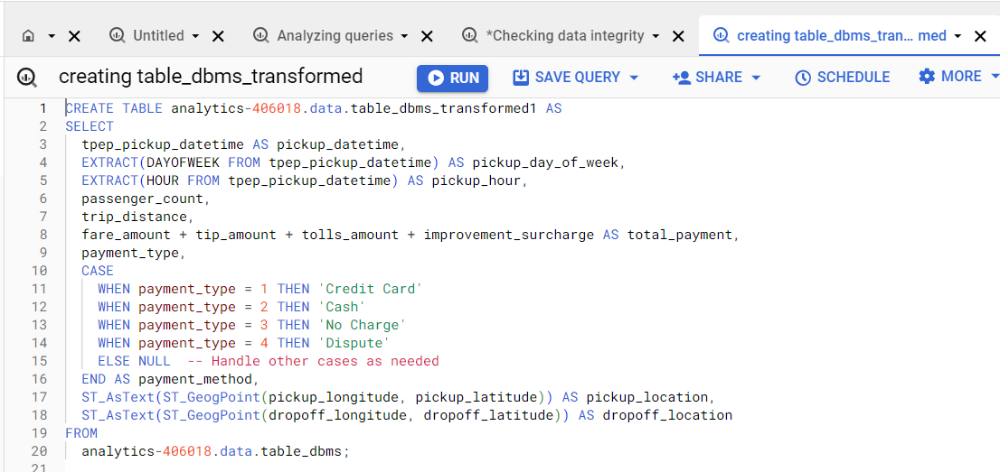 Untitled
Analyzing queries
*Checking data integrity
creating table_dbms_tran... med
creating table_dbms_transformed
RUN
SAVE QUERY
SHARE
SCHEDULE
MORE
1 CREATE TABLE analytics-406018.data.table_dbms_transformed1 AS
2 SELECT
3 tpep_pickup_datetime AS pickup_datetime,
4 EXTRACT(DAYOFWEEK FROM tpep_pickup_datetime) AS pickup_day_of_week,
5 EXTRACT(HOUR FROM tpep_pickup_datetime) AS pickup_hour,
6 passenger_count,
7 trip_distance,
8 fare_amount + tip_amount + tolls_amount + improvement_surcharge AS total_payment,
9 payment_type,
10 CASE
11 WHEN payment_type = 1 THEN 'Credit Card'
12 WHEN payment_type = 2 THEN 'Cash'
13 WHEN payment_type = 3 THEN 'No Charge'
14 WHEN payment_type = 4 THEN 'Dispute'
15 ELSE NULL -- Handle other cases as needed
16 END AS payment_method,
17 ST_AsText(ST_GeogPoint(pickup_longitude, pickup_latitude)) AS pickup_location,
18 ST_AsText(ST_GeogPoint(dropoff_longitude, dropoff_latitude)) AS dropoff_location
19 FROM
20 analytics-406018.data.table_dbms;
21